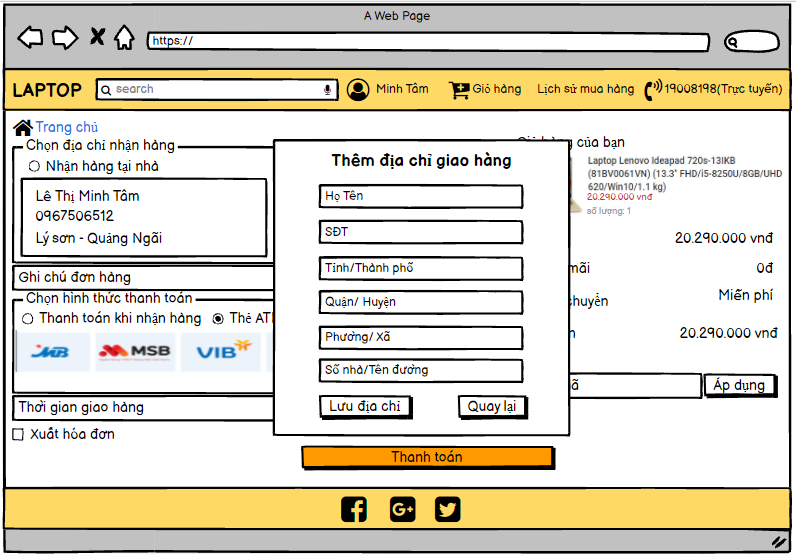 A Web Page
https://
LAPTOP
search
Minh Tâm
Giỏ hàng
Lịch sử mua hàng
19008198(Trực tuyến)
Trang chủ
Chọn địa chỉ nhận hàng
Nhận hàng tại nhà
Lê Thị Minh Tâm
0967506512
Lý sơn - Quảng Ngãi
Ghi chú đơn hàng
Chọn hình thức thanh toán
Thanh toán khi nhận hàng
Thẻ AT
MB
MSB
VIB
Thời gian giao hàng
Xuất hóa đơn
Thêm địa chỉ giao hàng
Họ Tên
SĐT
Tỉnh/Thành phố
Quận/ Huyện
Phường/ Xã
Số nhà/Tên đường
Lưu địa chỉ
Quay lại
của bạn
Laptop Lenovo Ideapad 720s-13IKB
(81BV0061VN) (13.3" FHD/i5-8250U/8GB/UHD
620/Win10/1.1 kg)
20.290.000 vnđ
số lượng: 1
20.290.000 vnđ
mãi
0đ
chuyển
Miễn phí
20.290.000 vnđ
Áp dụng
Thanh toán